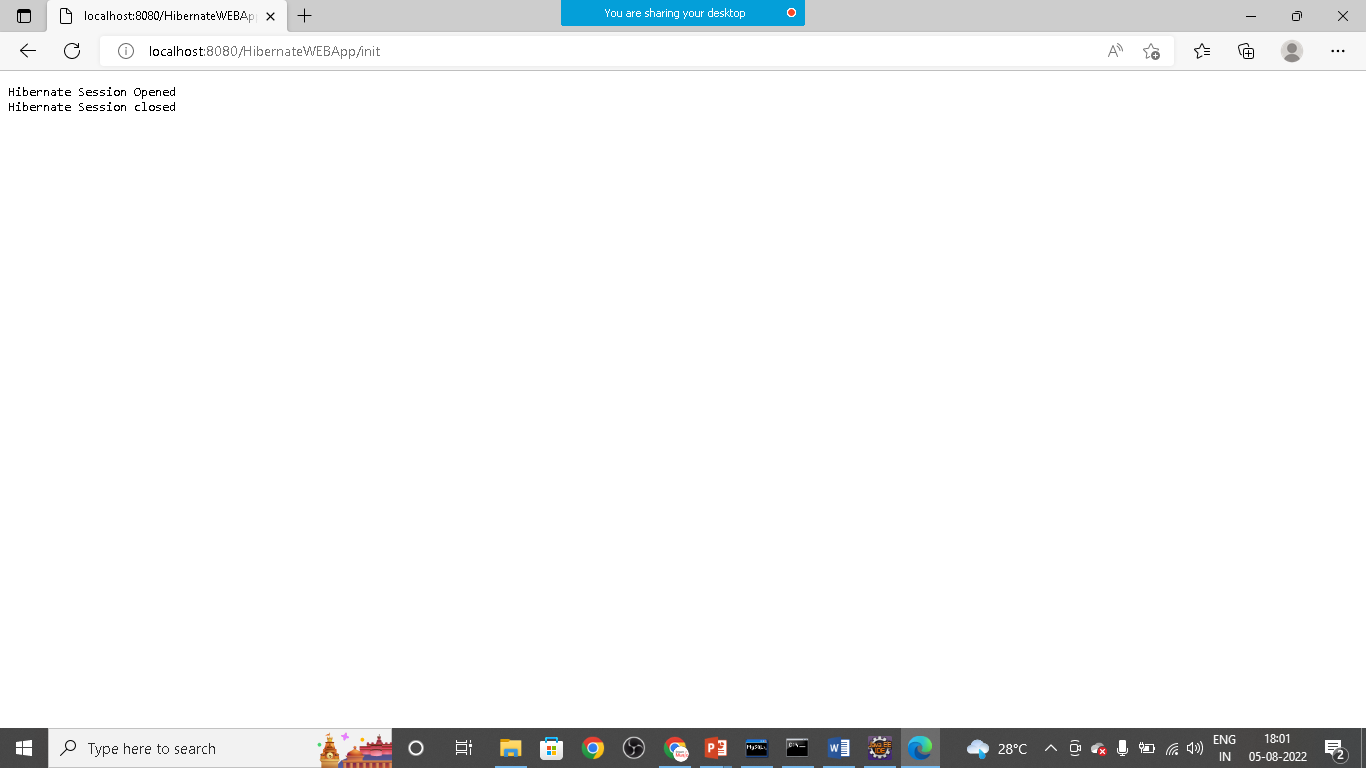 localhost:8080/HibernateWEBAp
You are sharing your desktop
localhost:8080/HibernateWEBApp/init
Hibernate Session Opened
Hibernate Session closed
Type here to search
28°C
ENG
IN
18:01
05-08-2022
2